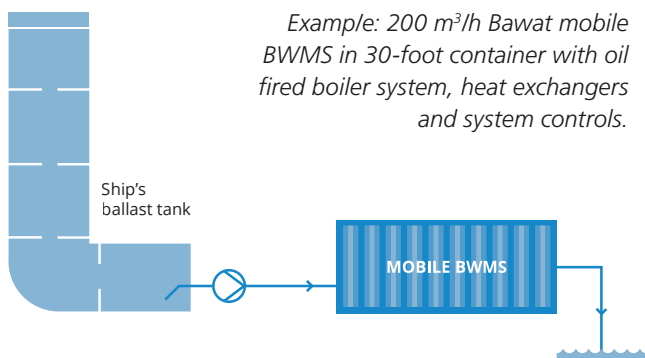 Example: 200 m³/h Bawat mobile
BWMS in 30-foot container with oil
fired boiler system, heat exchangers
and system controls.
Ship's
ballast tank
MOBILE BWMS